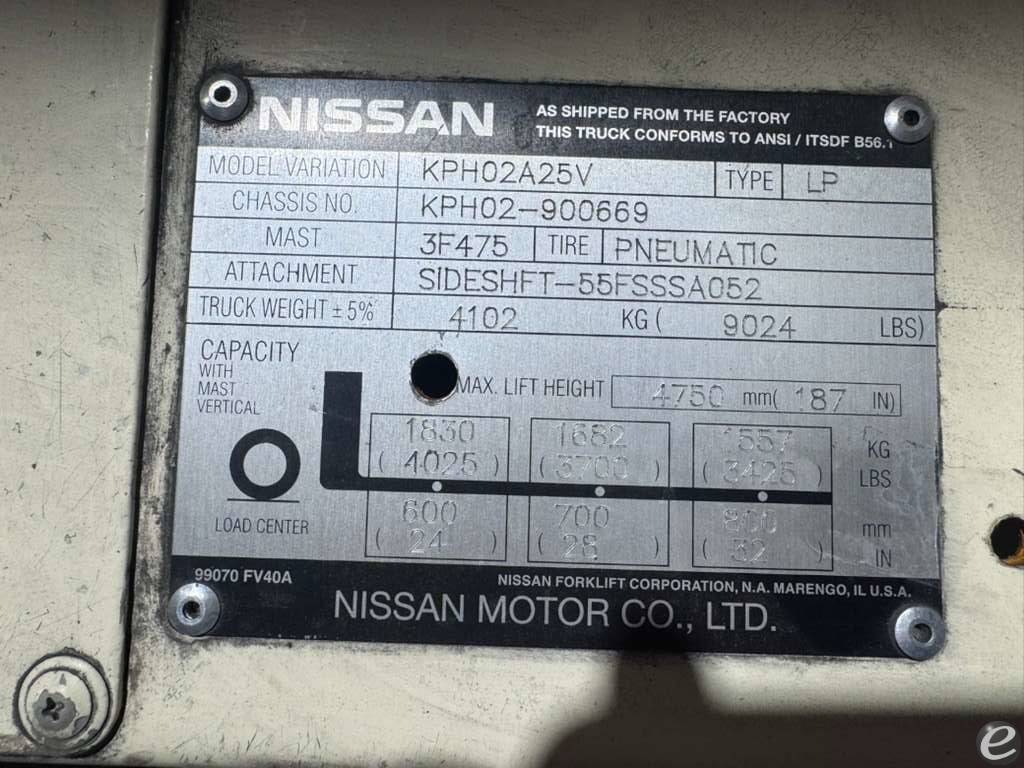 NISSAN
AS SHIPPED FROM THE FACTORY
THIS TRUCK CONFORMS TO ANSI / ITSDF B56.1
MODEL VARIATION KPH02A25V TYPE LP
CHASSIS NO. KPH02-900669
MAST 3F475 TIRE PNEUMATIC
ATTACHMENT SIDESHFT-55FSSSA052
TRUCK WEIGHT ± 5% 4102 KG ( 9024 LBS)
CAPACITY
WITH
MAST
VERTICAL
MAX. LIFT HEIGHT 4750 mm( 187 IN)
1830 1682 1557 KG
( 4025 ) ( 3700 ) ( 3425 ) LBS
600 700 800 mm
( 24 ) ( 28 ) ( 32 ) IN
LOAD CENTER
99070 FV40A
NISSAN FORKLIFT CORPORATION, N.A. MARENGO, IL U.S.A.
NISSAN MOTOR CO., LTD.
e